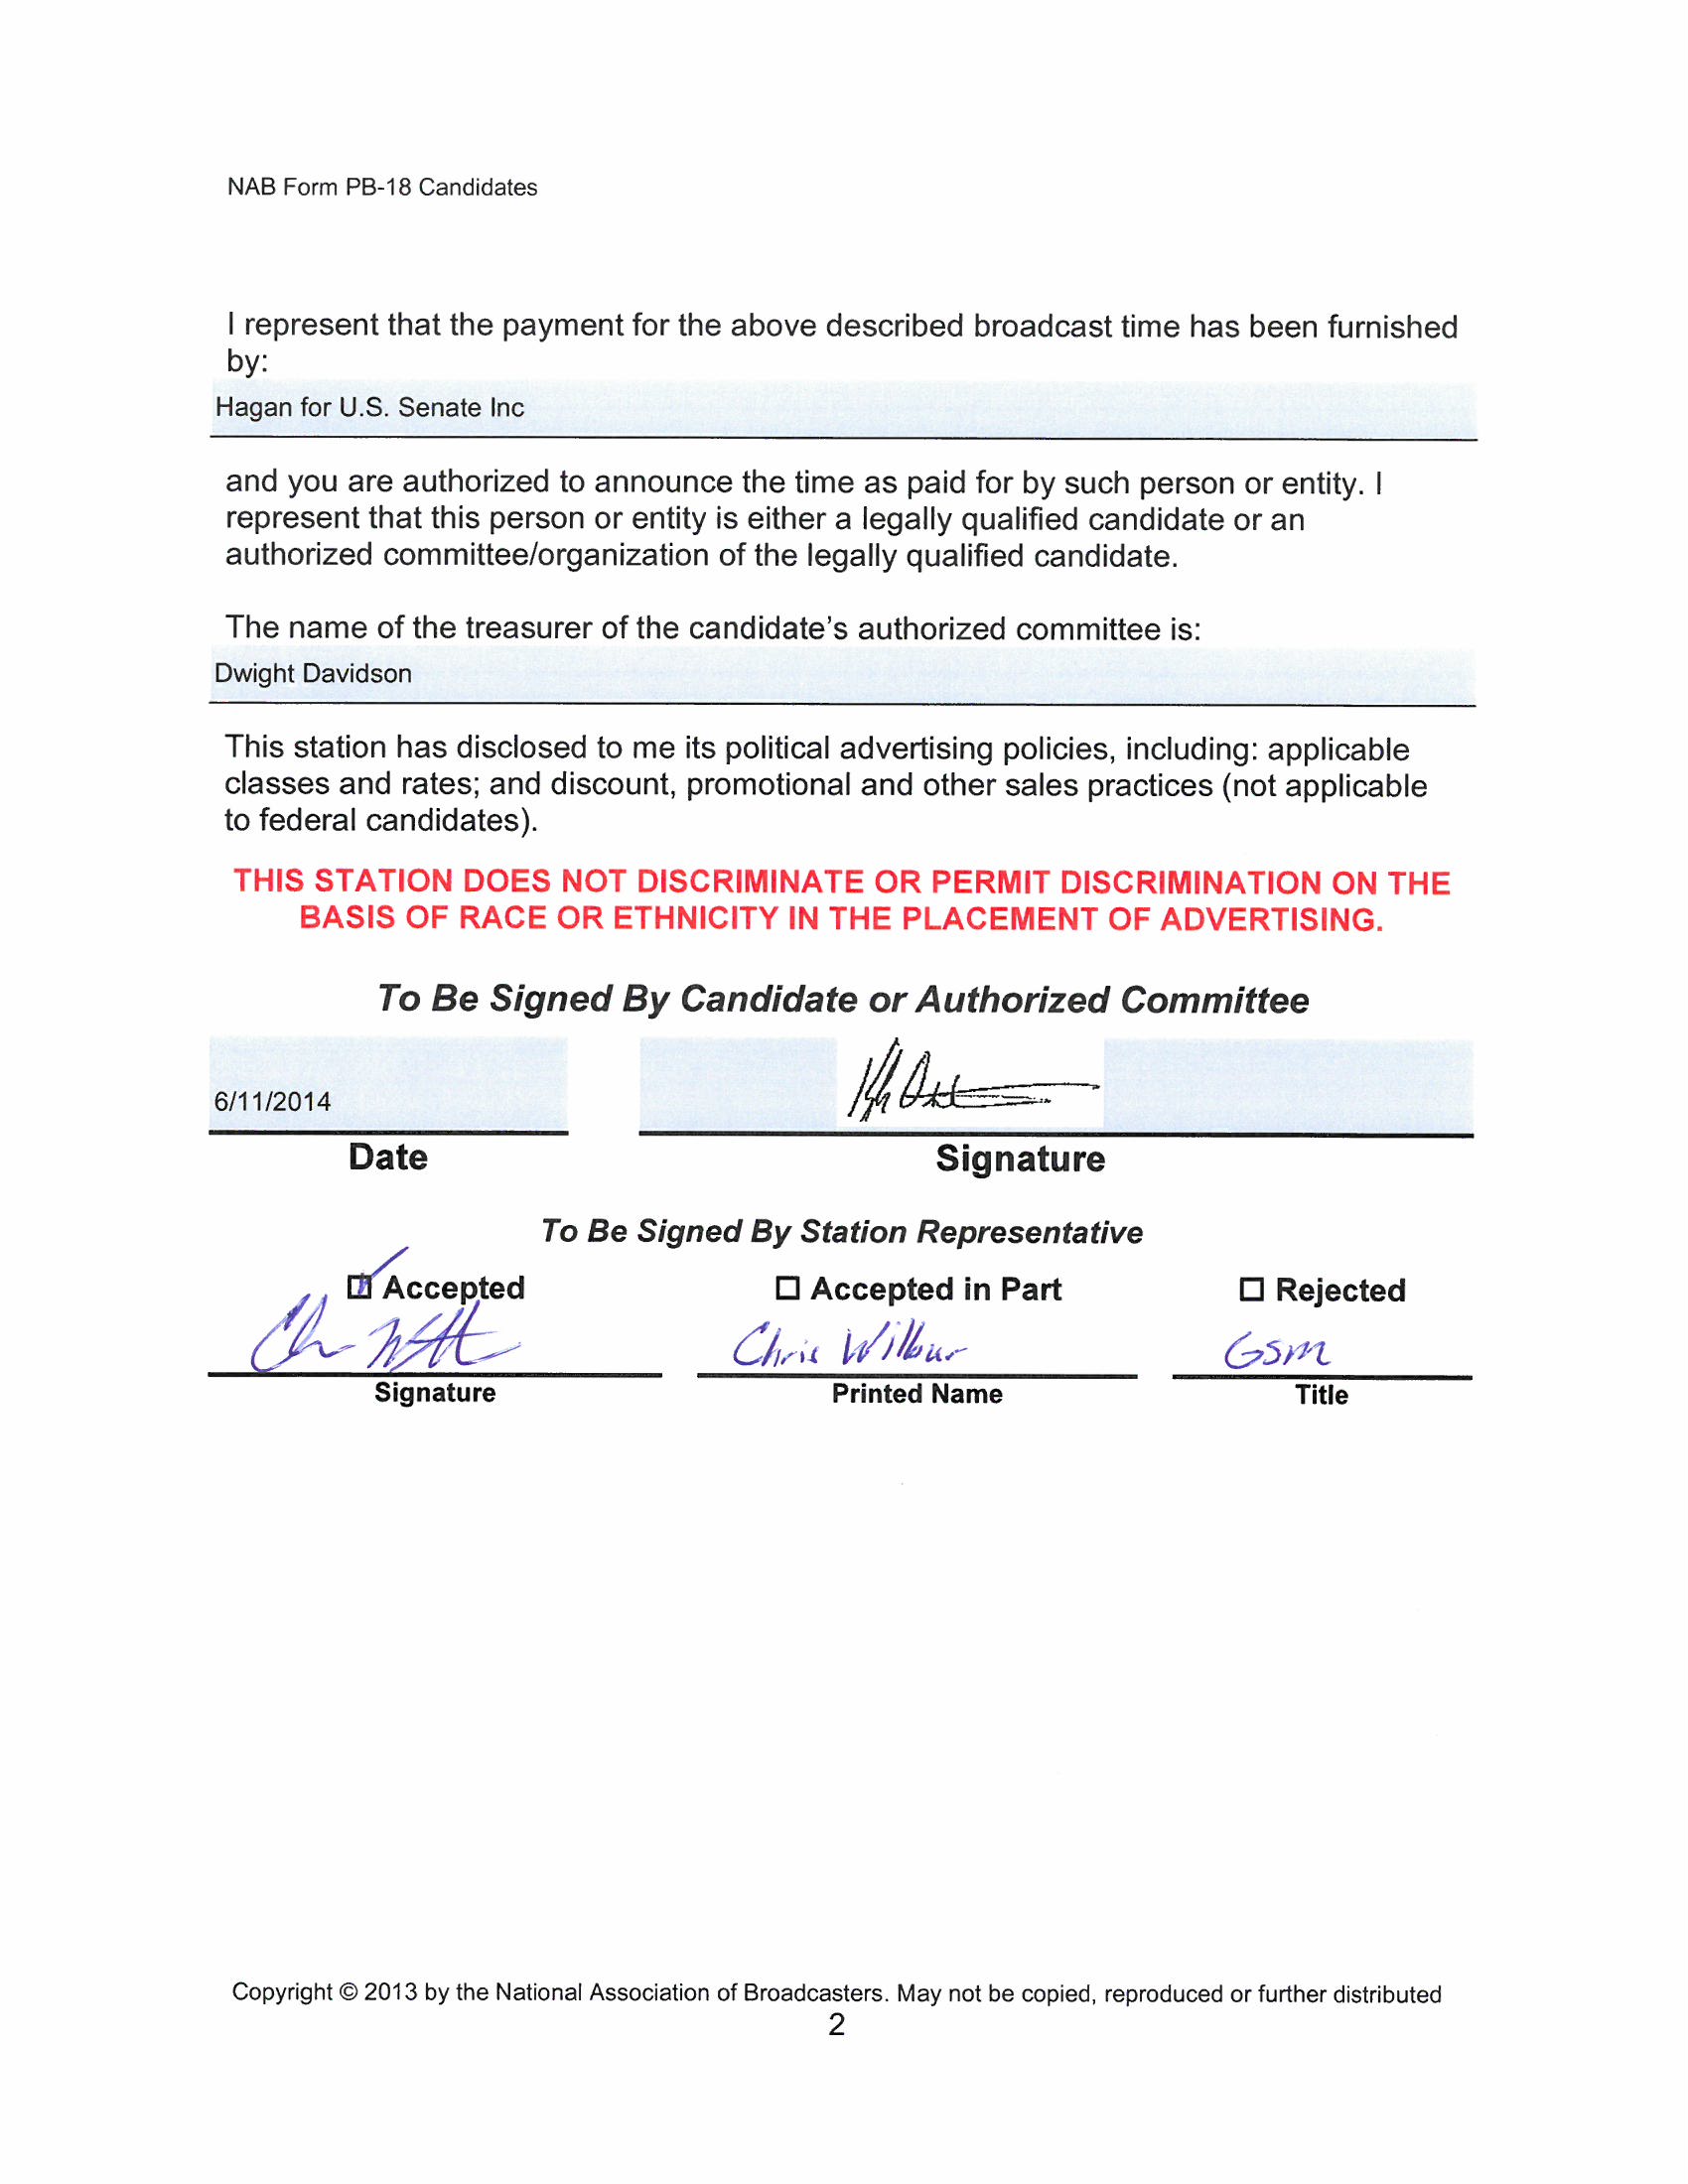 NAB Form PB-18 Candidates
I represent that the payment for the above described broadcast time has been furnished
by:
Hagan for U.S. Senate Inc
and you are authorized to announce the time as paid for by such person or entity. I
represent that this person or entity is either a legally qualified candidate or an
authorized committee/organization of the legally qualified candidate.
The name of the treasurer of the candidate's authorized committee is:
Dwight Davidson
This station has disclosed to me its political advertising policies, including: applicable
classes and rates; and discount, promotional and other sales practices (not applicable
to federal candidates).
THIS STATION DOES NOT DISCRIMINATE OR PERMIT DISCRIMINATION ON THE
BASIS OF RACE OR ETHNICITY IN THE PLACEMENT OF ADVERTISING.
To Be Signed By Candidate or Authorized Committee
6/11/2014
Date Signature
To Be Signed By Station Representative
Accepted Accepted in Part Rejected
Chris Wilbur GSM
Signature Printed Name Title
Copyright © 2013 by the National Association of Broadcasters. May not be copied, reproduced or further distributed
2